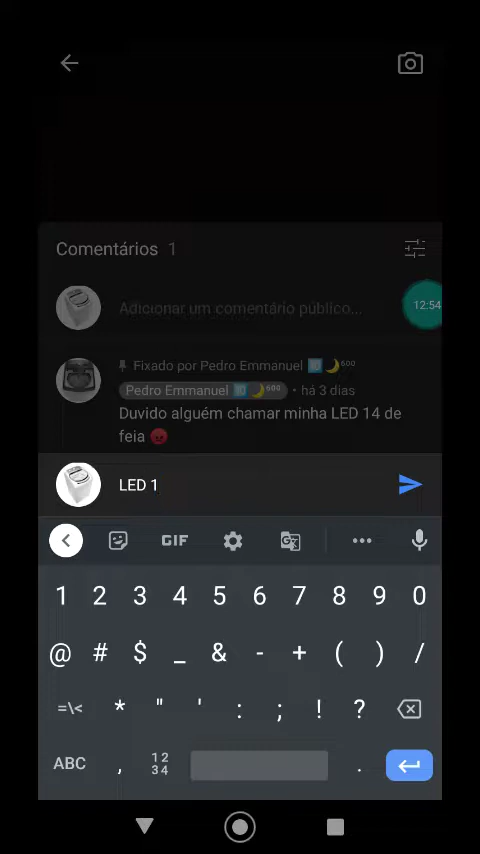 Comentários 1
Adicionar um comentário público...
12:54
Fixado por Pedro Emmanuel 🔟 🌙⁶⁰⁰
Pedro Emmanuel 🔟 🌙⁶⁰⁰ • há 3 dias
Duvido alguém chamar minha LED 14 de
feia 😡
LED 1
GIF
1 2 3 4 5 6 7 8 9 0
@ # $ _ & - + ( ) /
=\< * " ' : ; ! ?
ABC , 12 34 .